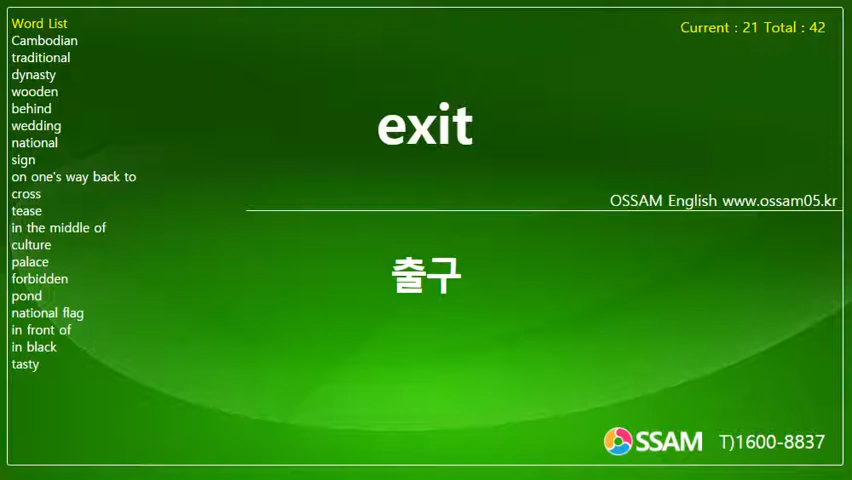 Word List
Cambodian
traditional
dynasty
wooden
behind
wedding
national
sign
on one's way back to
cross
tease
in the middle of
culture
palace
forbidden
pond
national flag
in front of
in black
tasty
Current : 21 Total : 42
exit
OSSAM English www.ossam05.kr
출구
OSSAM T)1600-8837